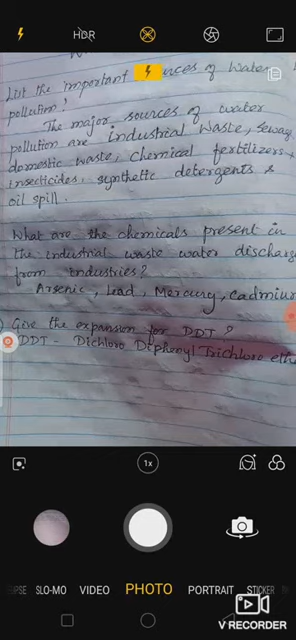 HDR
List the important sources of Water
pollution?
The major sources of water
pollution are industrial waste, sewag
domestic waste, Chemical fertilizers,
insecticides, synthetic detergents &
oil spill.
What are the chemicals present in
the industrial waste water discharge
from industries?
Arsenic, Lead, Mercury, cadmium
Give the expansion for DDT?
DDT - Dichloro Diphenyl Trichloro eth
1x
SLO-MO VIDEO PHOTO PORTRAIT STICKER
V RECORDER